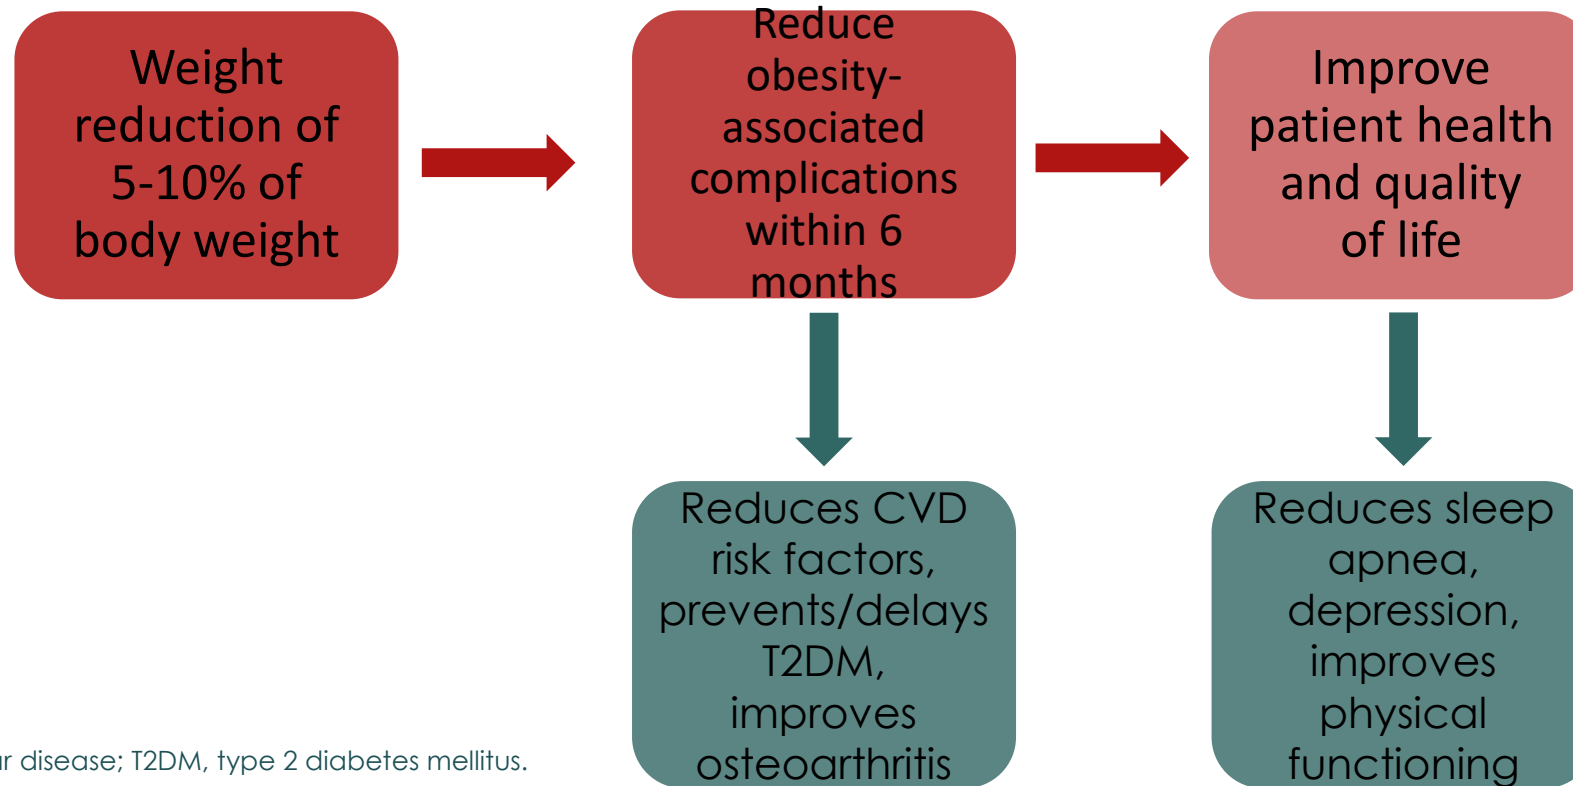 Weight
reduction of
5-10% of
body weight
Reduce
obesity-
associated
complications
within 6
months
Improve
patient health
and quality
of life
Reduces CVD
risk factors,
prevents/delays
T2DM,
improves
osteoarthritis
Reduces sleep
apnea,
depression,
improves
physical
functioning
disease; T2DM, type 2 diabetes mellitus.